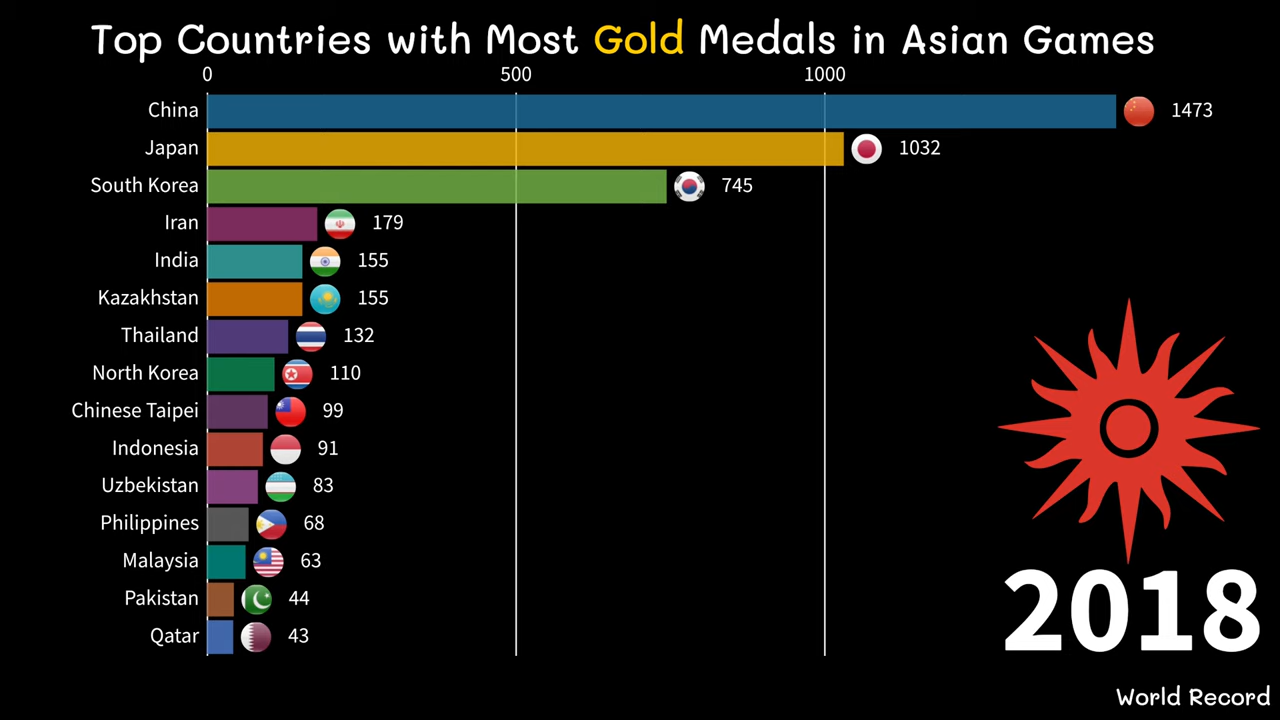 Top Countries with Most Gold Medals in Asian Games
0 500 1000
China 1473
Japan 1032
South Korea 745
Iran 179
India 155
Kazakhstan 155
Thailand 132
North Korea 110
Chinese Taipei 99
Indonesia 91
Uzbekistan 83
Philippines 68
Malaysia 63
Pakistan 44
Qatar 43
2018
World Record